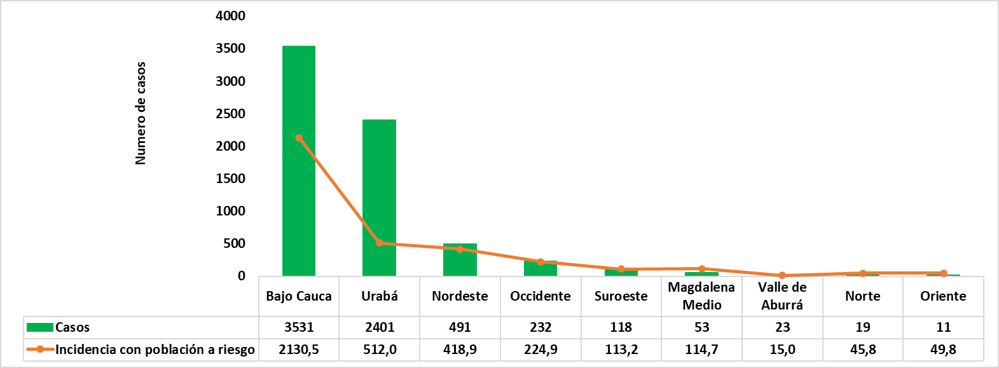 Numero de casos
4000
3500
3000
2500
2000
1500
1000
500
0
Bajo Cauca Urabá Nordeste Occidente Suroeste Magdalena Medio Valle de Aburrá Norte Oriente
Casos 3531 2401 491 232 118 53 23 19 11
Incidencia con población a riesgo 2130,5 512,0 418,9 224,9 113,2 114,7 15,0 45,8 49,8